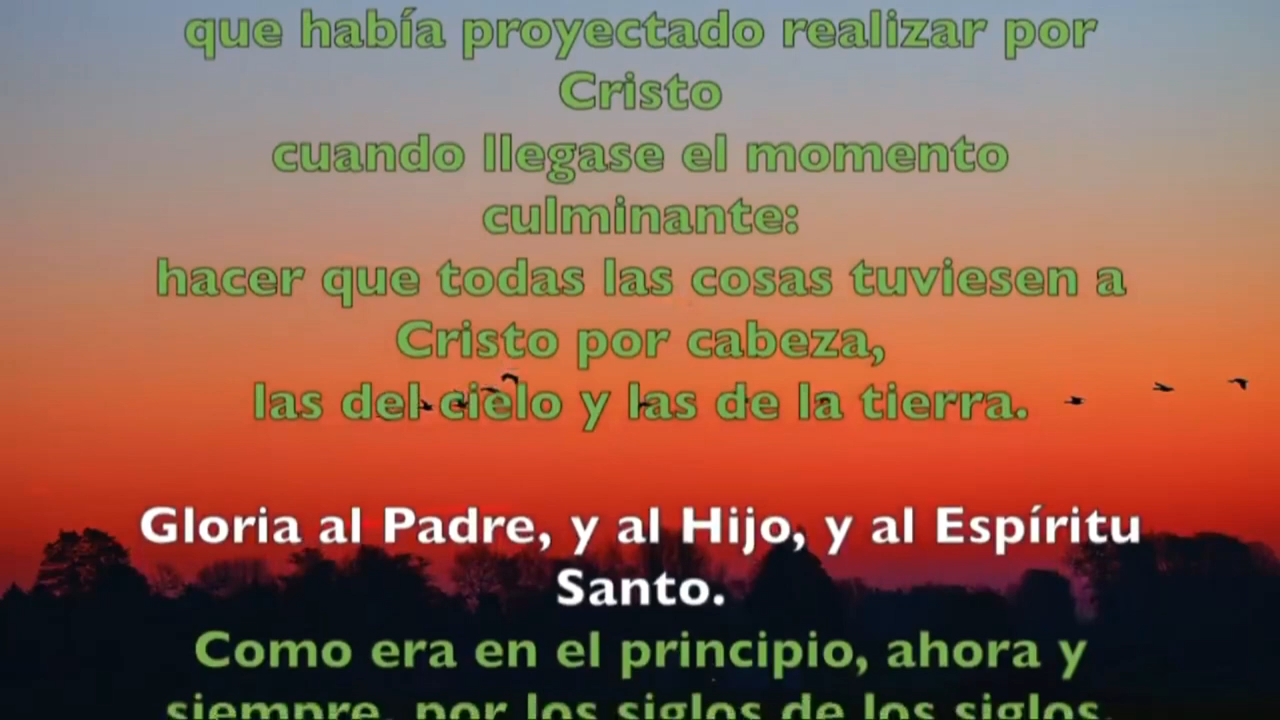 que había proyectado realizar por
Cristo
cuando llegase el momento
culminante:
hacer que todas las cosas tuviesen a
Cristo por cabeza,
las del cielo y las de la tierra.
Gloria al Padre, y al Hijo, y al Espíritu
Santo.
Como era en el principio, ahora y
siempre, por los siglos de los siglos.